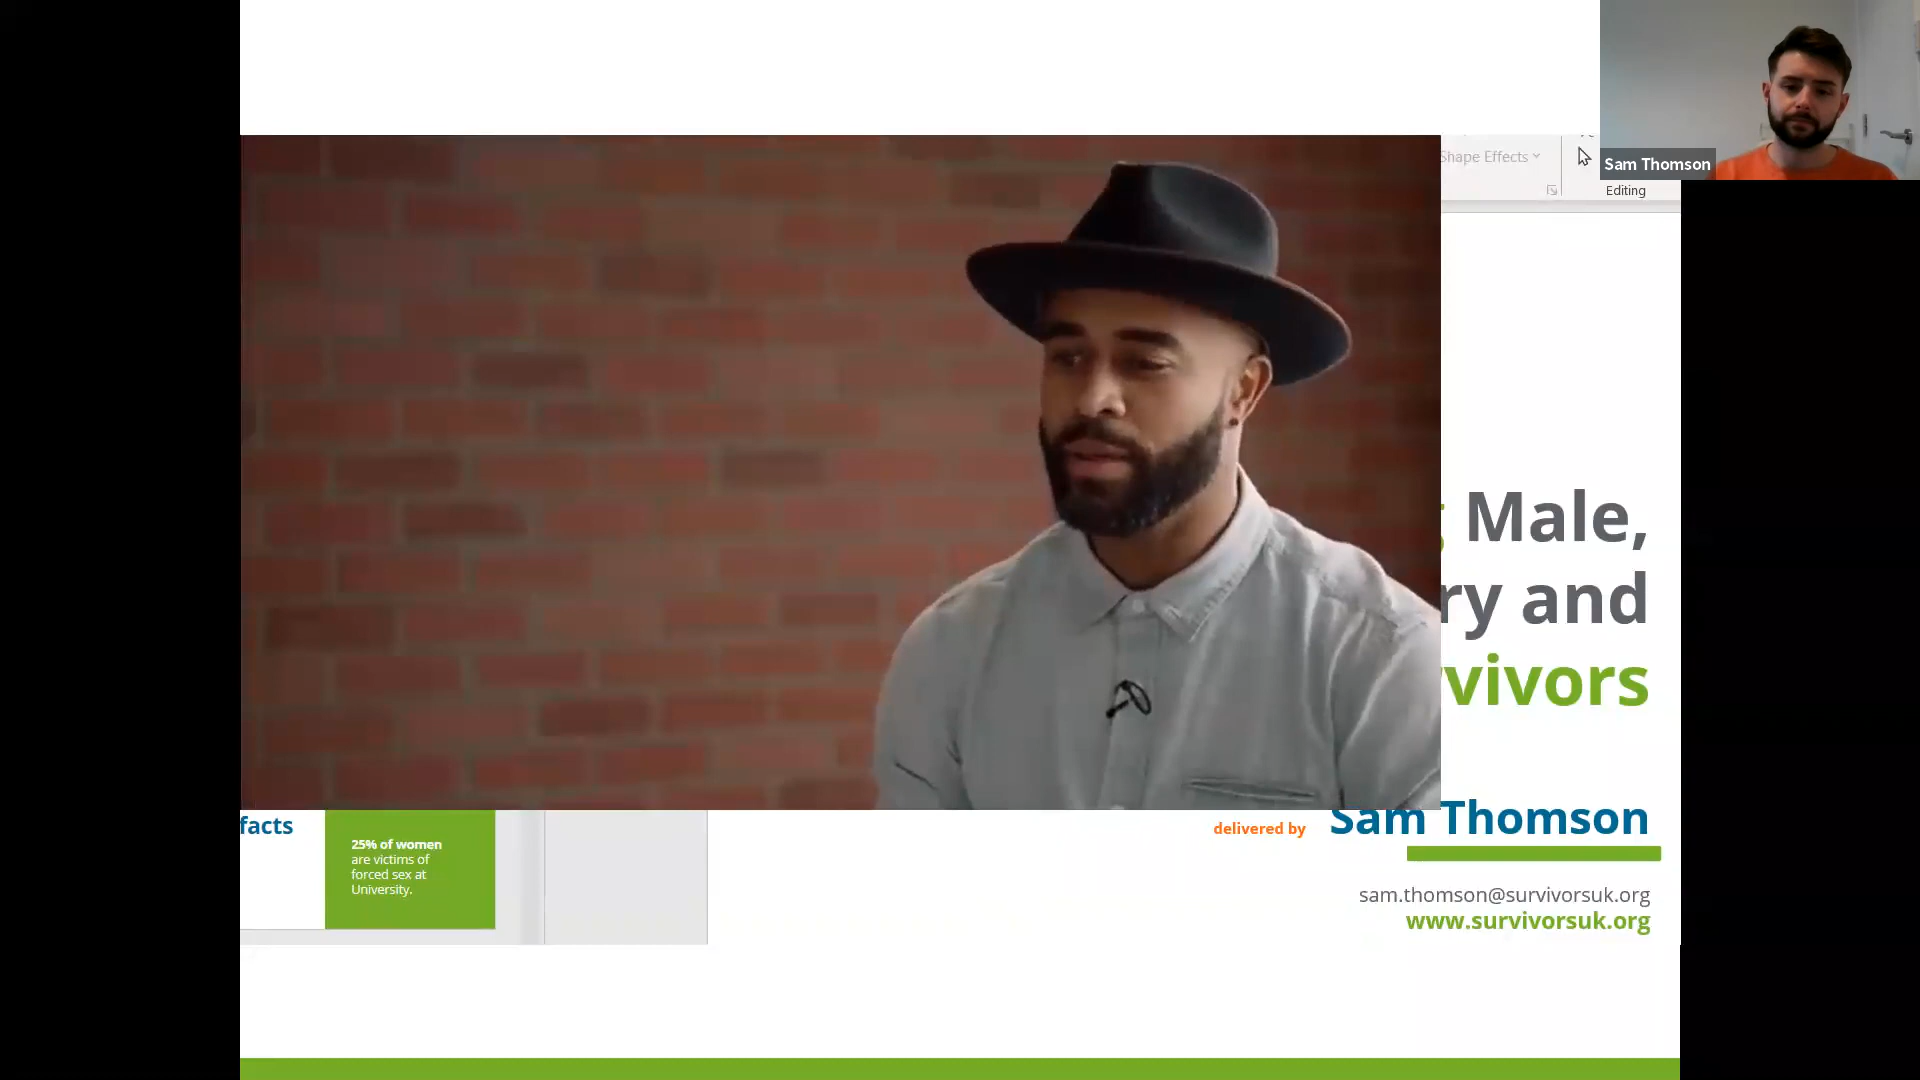 Shape Effects
Sam Thomson
Editing
Male,
ry and
vivors
facts
25% of women
are victims of
forced sex at
University.
delivered by Sam Thomson
sam.thomson@survivorsuk.org
www.survivorsuk.org